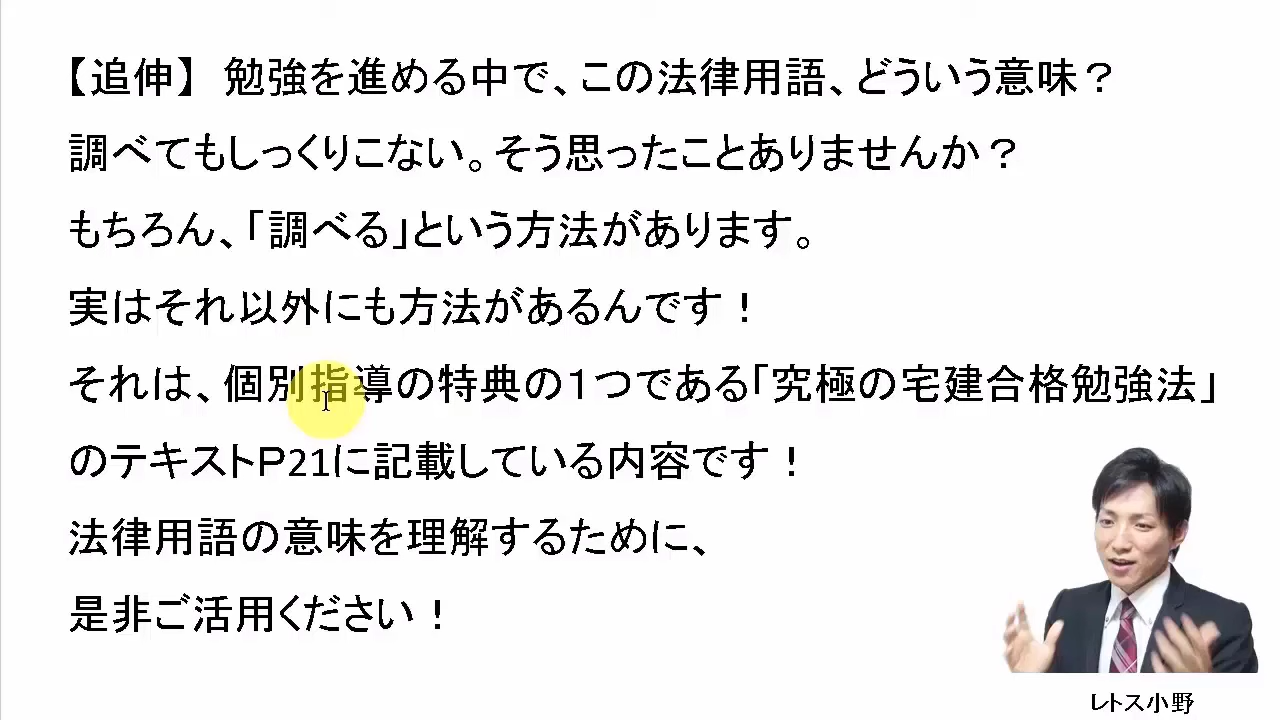 【追伸】 勉強を進める中で、この法律用語、どういう意味？
調べてもしっくりこない。そう思ったことありませんか？
もちろん、「調べる」という方法があります。
実はそれ以外にも方法があるんです！
それは、個別指導の特典の１つである「究極の宅建合格勉強法」
のテキストP21に記載している内容です！
法律用語の意味を理解するために、
是非ご活用ください！
レトス小野